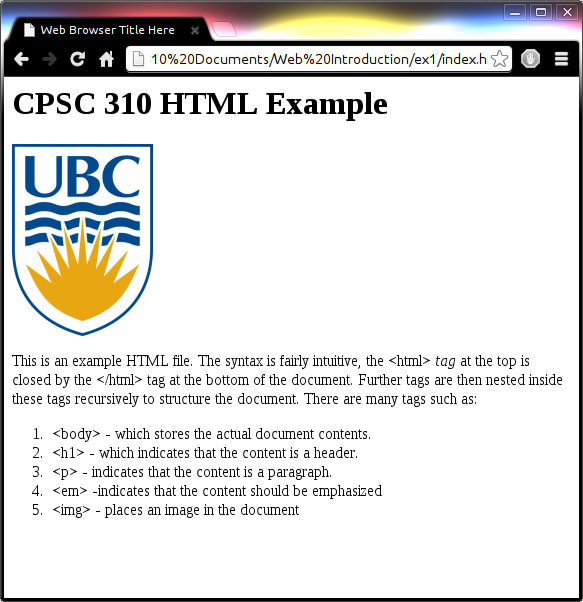 Web Browser Title Here
10%20Documents/Web%20Introduction/ex1/index.h
CPSC 310 HTML Example
UBC
This is an example HTML file. The syntax is fairly intuitive, the <html> tag at the top is
closed by the </html> tag at the bottom of the document. Further tags are then nested inside
these tags recursively to structure the document. There are many tags such as:
1. <body> - which stores the actual document contents.
2. <h1> - which indicates that the content is a header.
3. <p> - indicates that the content is a paragraph.
4. <em> -indicates that the content should be emphasized
5. <img> - places an image in the document